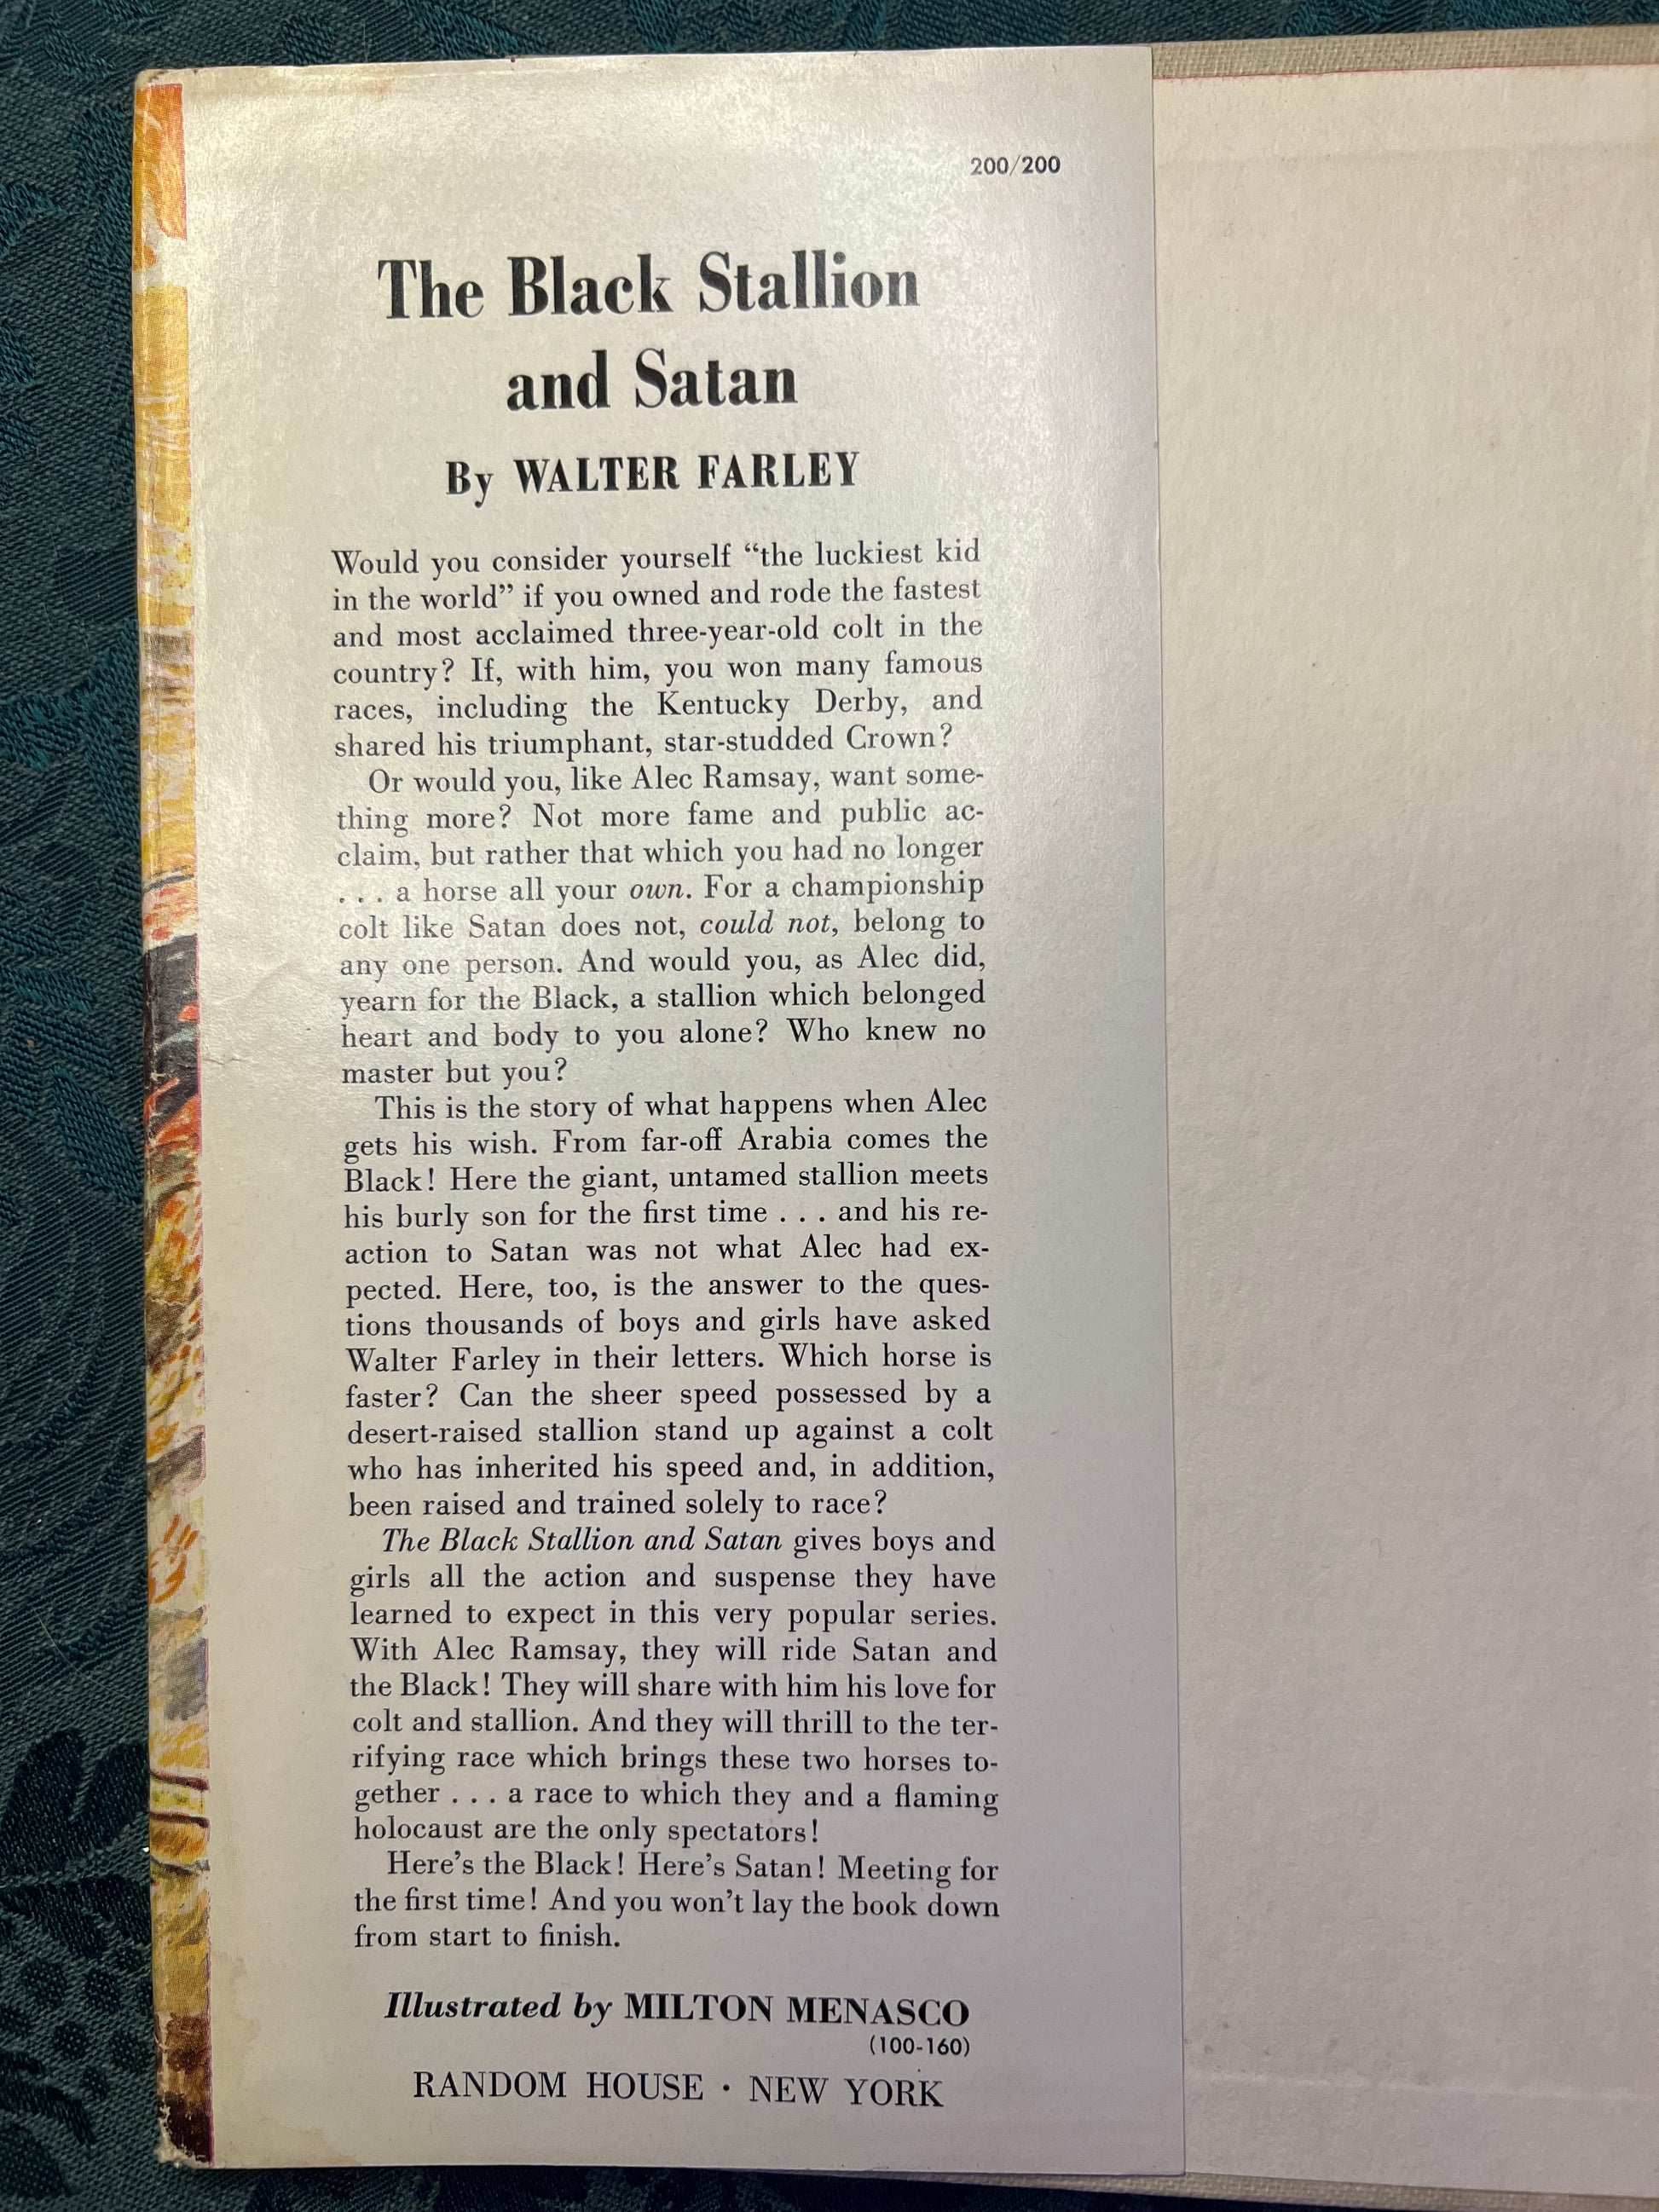 200/200
The Black Stallion
and Satan
By WALTER FARLEY
Would you consider yourself “the luckiest kid
in the world” if you owned and rode the fastest
and most acclaimed three-year-old colt in the
country? If, with him, you won many famous
races, including the Kentucky Derby, and
shared his triumphant, star-studded Crown?
Or would you, like Alec Ramsay, want some-
thing more? Not more fame and public ac-
claim, but rather that which you had no longer
. . . a horse all your own. For a championship
colt like Satan does not, could not, belong to
any one person. And would you, as Alec did,
yearn for the Black, a stallion which belonged
heart and body to you alone? Who knew no
master but you?
This is the story of what happens when Alec
gets his wish. From far-off Arabia comes the
Black! Here the giant, untamed stallion meets
his burly son for the first time . . . and his re-
action to Satan was not what Alec had ex-
pected. Here, too, is the answer to the ques-
tions thousands of boys and girls have asked
Walter Farley in their letters. Which horse is
faster? Can the sheer speed possessed by a
desert-raised stallion stand up against a colt
who has inherited his speed and, in addition,
been raised and trained solely to race?
The Black Stallion and Satan gives boys and
girls all the action and suspense they have
learned to expect in this very popular series.
With Alec Ramsay, they will ride Satan and
the Black! They will share with him his love for
colt and stallion. And they will thrill to the ter-
rifying race which brings these two horses to-
gether . . . a race to which they and a flaming
holocaust are the only spectators!
Here’s the Black! Here’s Satan! Meeting for
the first time! And you won’t lay the book down
from start to finish.
Illustrated by MILTON MENASCO
(100-160)
RANDOM HOUSE · NEW YORK